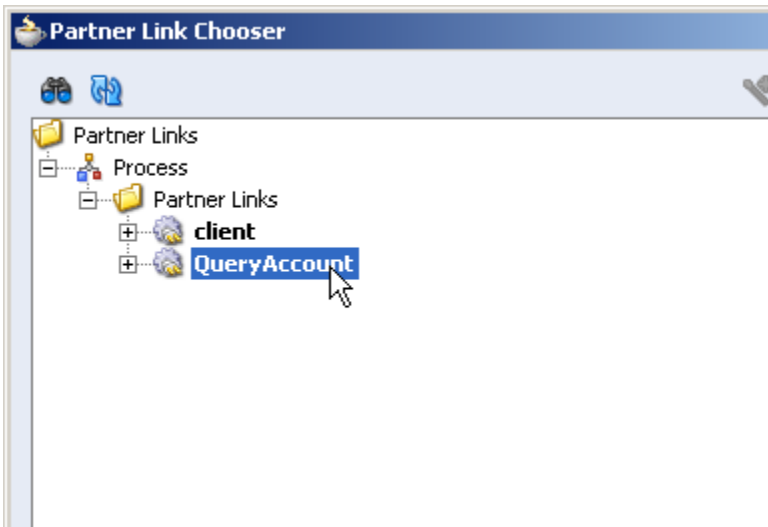 Partner Link Chooser
Partner Links
Process
Partner Links
client
QueryAccount